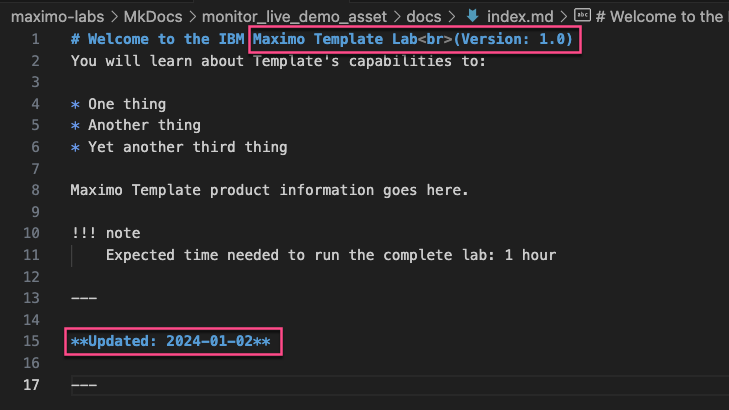 maximo-labs > MkDocs > monitor_live_demo_asset > docs > index.md > # Welcome to the
1 # Welcome to the IBM Maximo Template Lab<br>(Version: 1.0)
2 You will learn about Template's capabilities to:
3
4 * One thing
5 * Another thing
6 * Yet another third thing
7
8 Maximo Template product information goes here.
9
10 !!! note
11     Expected time needed to run the complete lab: 1 hour
12
13 ---
14
15 **Updated: 2024-01-02**
16
17 ---